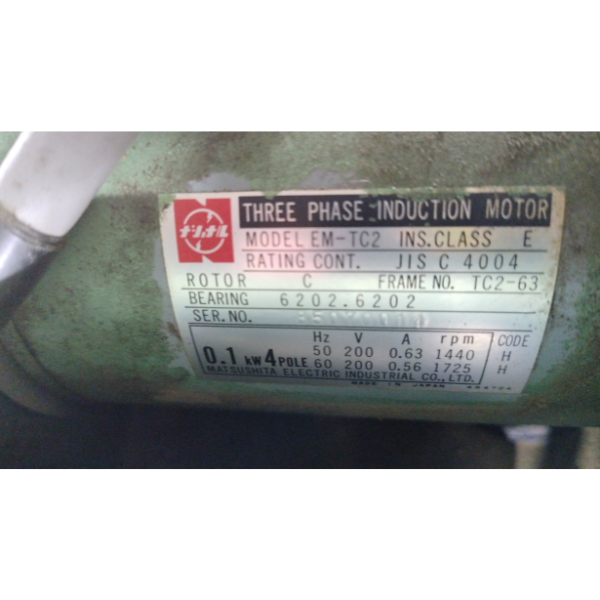 ナショナル
THREE PHASE INDUCTION MOTOR
MODEL EM-TC2 INS.CLASS E
RATING CONT. JIS C 4004
ROTOR C FRAME NO. TC2-63
BEARING 6202.6202
SER.NO.
Hz V A rpm CODE
50 200 0.63 1440 H
0.1 kW 4 POLE 60 200 0.56 1725 H
MATSUSHITA ELECTRIC INDUSTRIAL CO., LTD.
MADE IN JAPAN